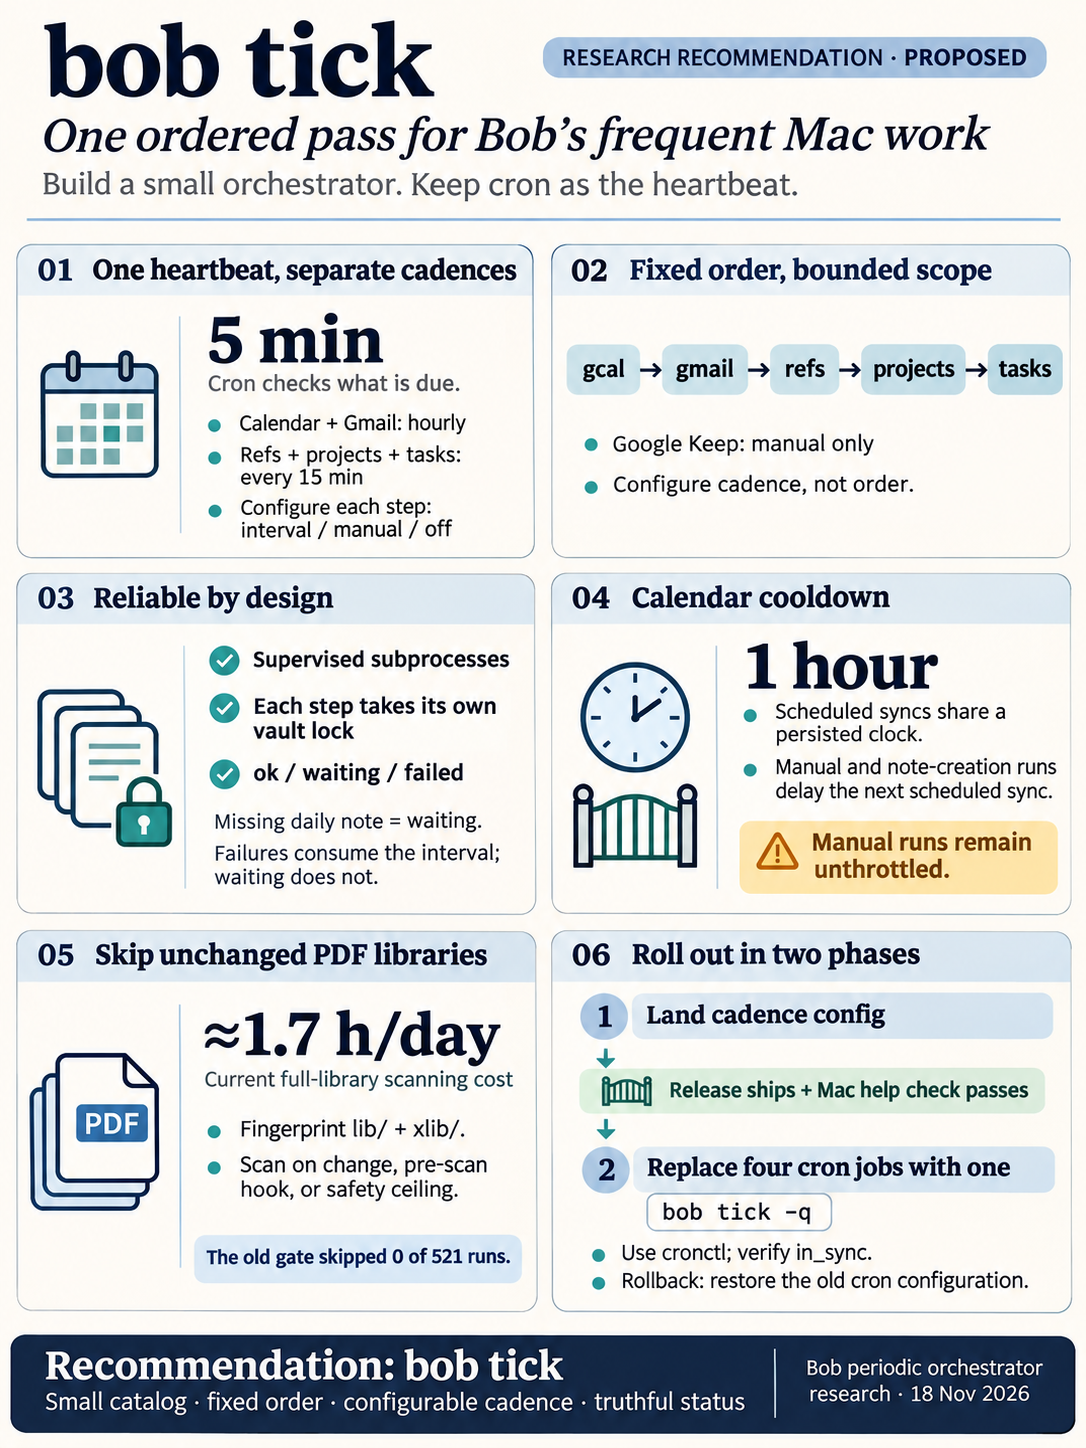 bob tick
RESEARCH RECOMMENDATION · PROPOSED
One ordered pass for Bob's frequent Mac work
Build a small orchestrator. Keep cron as the heartbeat.
01 One heartbeat, separate cadences
5 min
Cron checks what is due.
Calendar + Gmail: hourly
Refs + projects + tasks:
every 15 min
Configure each step:
interval / manual / off
02 Fixed order, bounded scope
gcal → gmail → refs → projects → tasks
Google Keep: manual only
Configure cadence, not order.
03 Reliable by design
Supervised subprocesses
Each step takes its own
vault lock
ok / waiting / failed
Missing daily note = waiting.
Failures consume the interval;
waiting does not.
04 Calendar cooldown
1 hour
Scheduled syncs share a
persisted clock.
Manual and note-creation runs
delay the next scheduled sync.
Manual runs remain
unthrottled.
05 Skip unchanged PDF libraries
PDF
≈1.7 h/day
Current full-library scanning cost
Fingerprint lib/ + xlib/.
Scan on change, pre-scan
hook, or safety ceiling.
The old gate skipped 0 of 521 runs.
06 Roll out in two phases
1 Land cadence config
Release ships + Mac help check passes
2 Replace four cron jobs with one
bob tick -q
Use cronctl; verify in_sync.
Rollback: restore the old cron configuration.
Recommendation: bob tick
Small catalog · fixed order · configurable cadence · truthful status
Bob periodic orchestrator
research · 18 Nov 2026